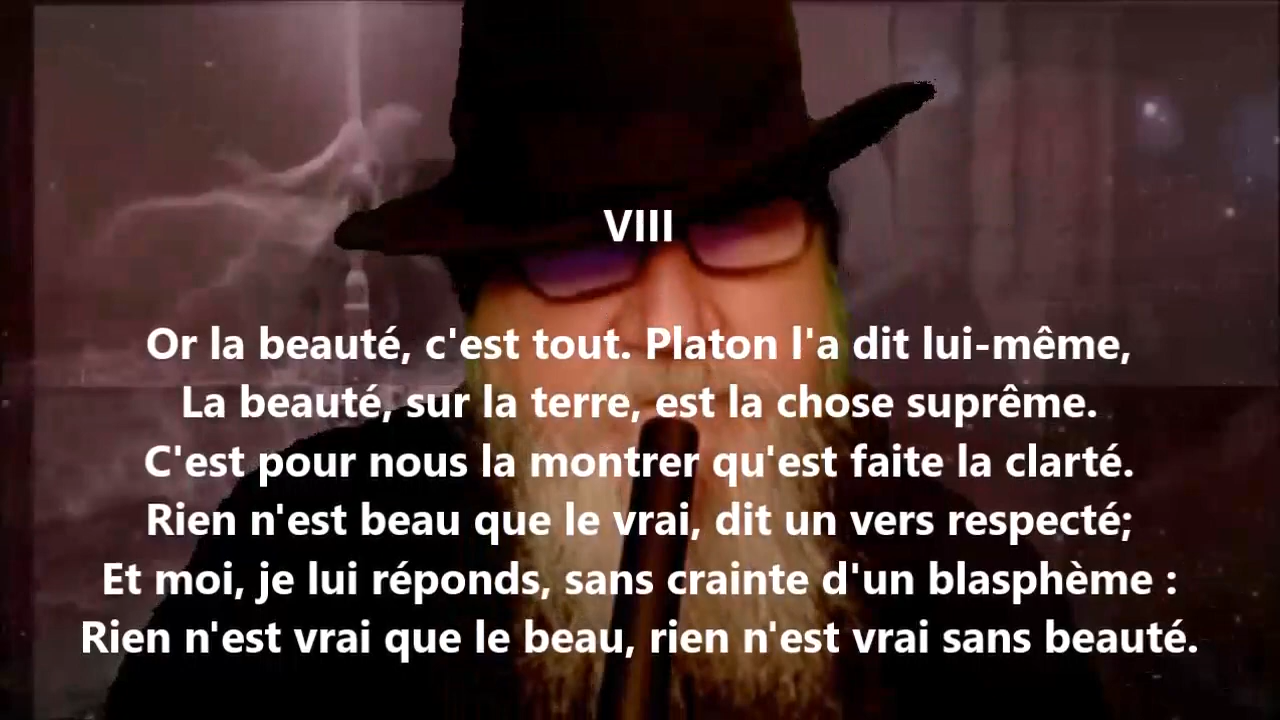 VIII
Or la beauté, c'est tout. Platon l'a dit lui-même,
La beauté, sur la terre, est la chose suprême.
C'est pour nous la montrer qu'est faite la clarté.
Rien n'est beau que le vrai, dit un vers respecté;
Et moi, je lui réponds, sans crainte d'un blasphème :
Rien n'est vrai que le beau, rien n'est vrai sans beauté.